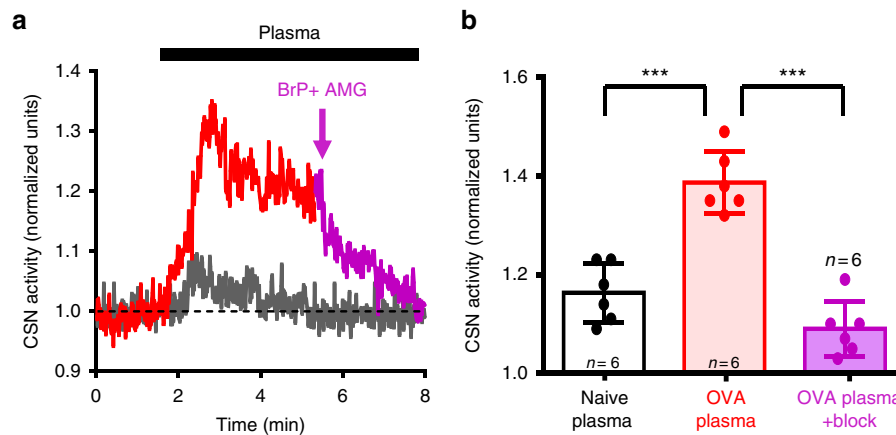 a
Plasma
BrP+ AMG
CSN activity (normalized units)
1.4
1.3
1.2
1.1
1.0
0.9
0 2 4 6 8
Time (min)
b
*** ***
CSN activity (normalized units)
1.6
1.4
1.2
1.0
n=6
n=6 n=6
Naive plasma
OVA plasma
OVA plasma
+block